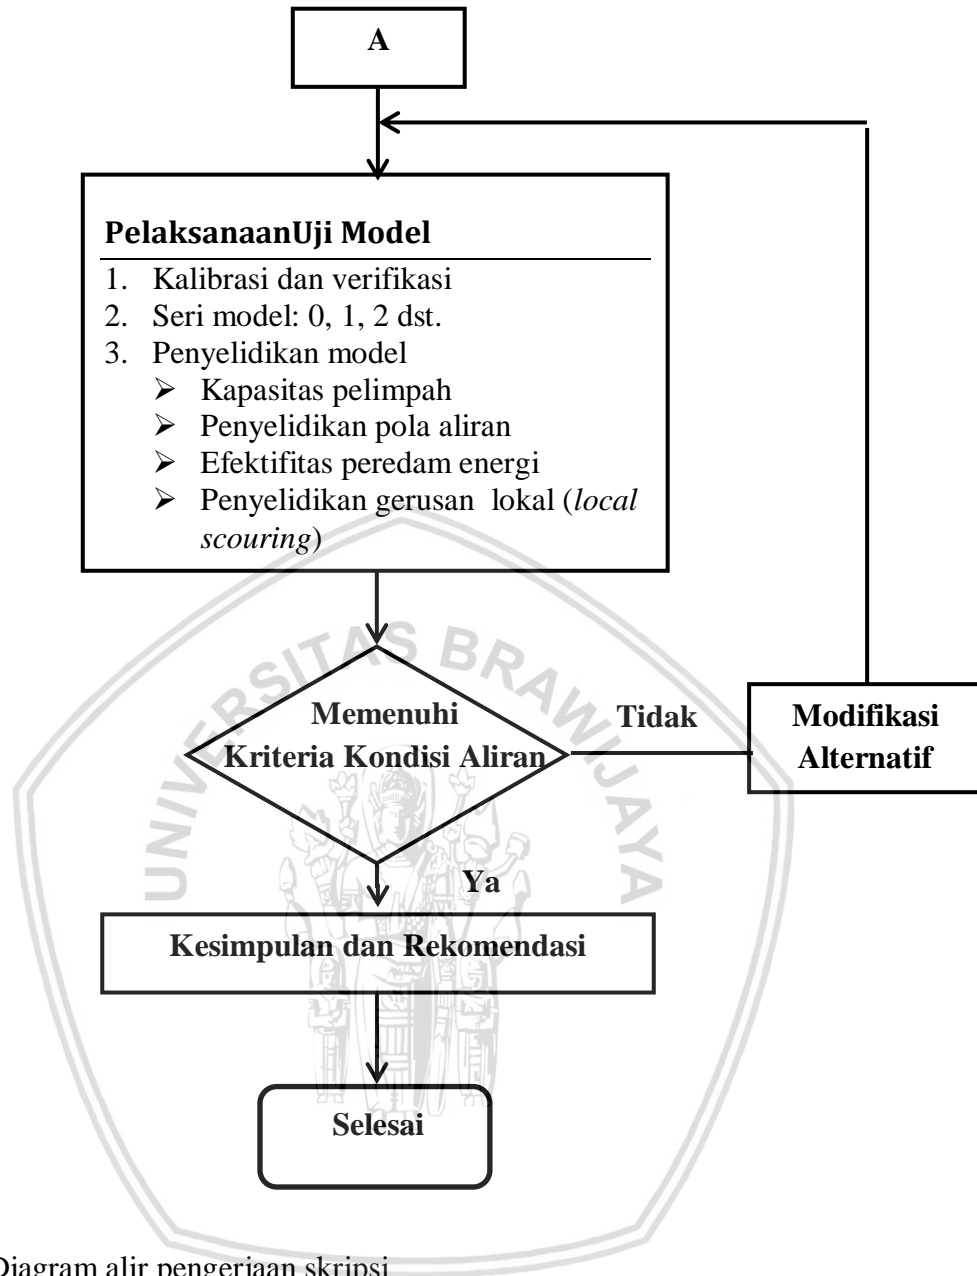 A
PelaksanaanUji Model
1. Kalibrasi dan verifikasi
2. Seri model: 0, 1, 2 dst.
3. Penyelidikan model
➢ Kapasitas pelimpah
➢ Penyelidikan pola aliran
➢ Efektifitas peredam energi
➢ Penyelidikan gerusan lokal (local
scouring)
UNIVERSITAS BRAWIJAYA
Memenuhi
Kriteria Kondisi Aliran
Tidak
Modifikasi
Alternatif
Ya
Kesimpulan dan Rekomendasi
Selesai
Diagram alir pengerjaan skripsi